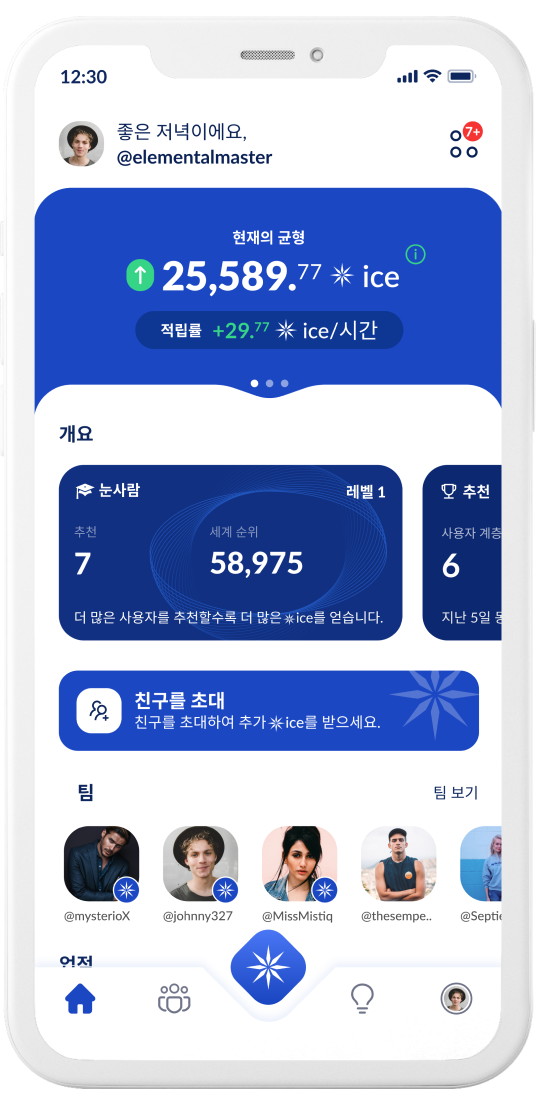 12:30
좋은 저녁이에요,
7+
@elementalmaster
현재의 균형
25,589.77 ice
적립률 +29.77 ice/시간
개요
눈사람
레벨 1
추천
세계 순위
7
58,975
더 많은 사용자를 추천할수록 더 많은 ice를 얻습니다.
추천
사용자 계층
6
지난 5일 동
친구를 초대
친구를 초대하여 추가 ice를 받으세요.
팀
팀 보기
@mysterioX
@johnny327
@MissMistiq
@thesempe..
@Septi
업적